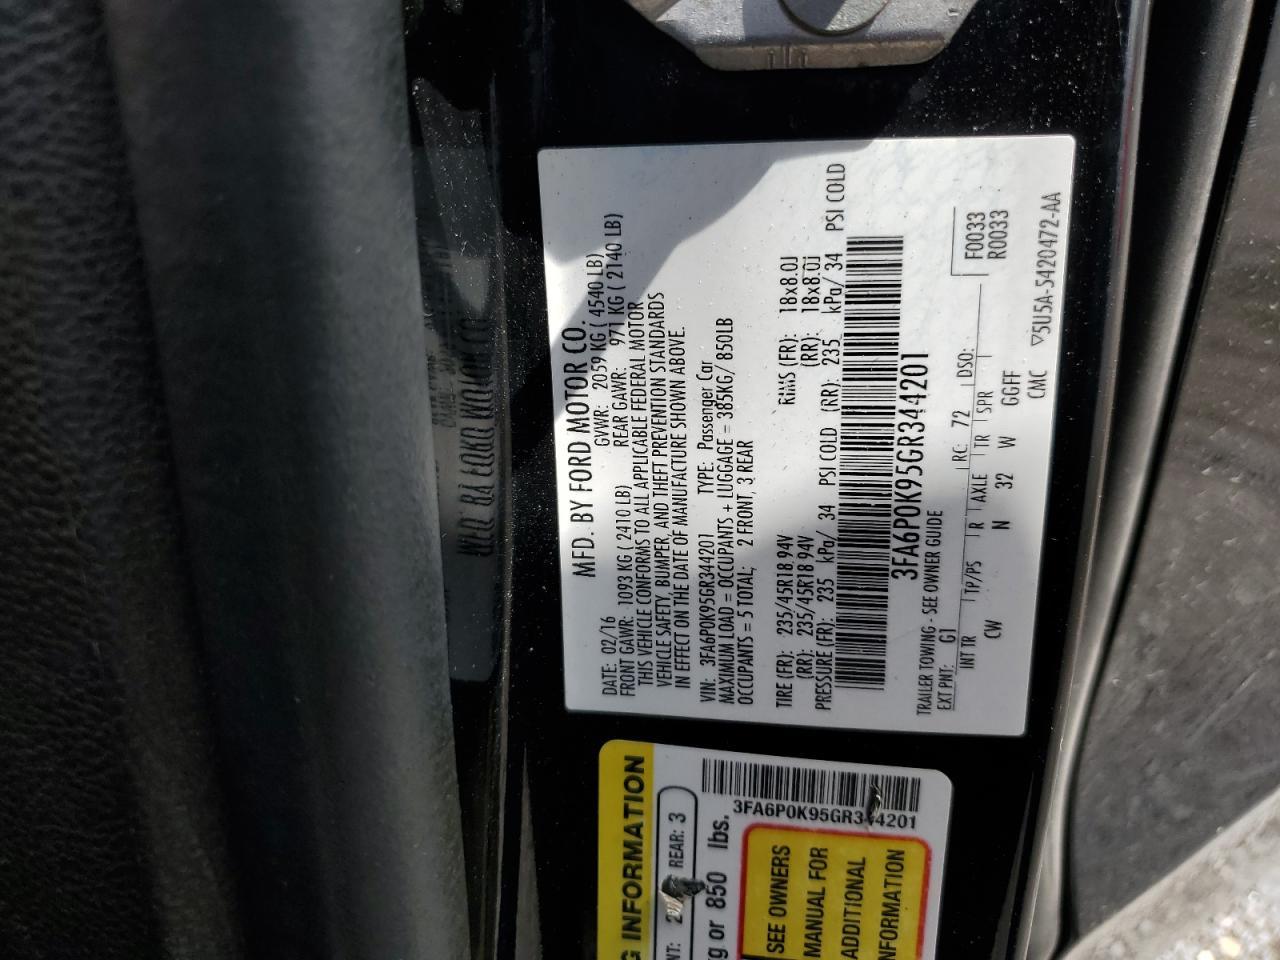 MFD. BY FORD MOTOR CO.
DATE: 02/16 GVWR: 2059 KG ( 4540 LB)
FRONT GAWR: 1093 KG ( 2410 LB) REAR GAWR: 971 KG ( 2140 LB)
THIS VEHICLE CONFORMS TO ALL APPLICABLE FEDERAL MOTOR
VEHICLE SAFETY, BUMPER, AND THEFT PREVENTION STANDARDS
IN EFFECT ON THE DATE OF MANUFACTURE SHOWN ABOVE.
VIN: 3FA6P0K95GR344201 TYPE: Passenger Car
MAXIMUM LOAD = OCCUPANTS + LUGGAGE = 385KG/ 850LB
OCCUPANTS = 5 TOTAL; 2 FRONT, 3 REAR
TIRE (FR): 235/45R18 94V RIMS (FR): 18x8.0J
(RR): 235/45R18 94V (RR): 18x8.0J
PRESSURE (FR): 235 kPa/ 34 PSI COLD (RR): 235 kPa/ 34 PSI COLD
3FA6P0K95GR344201
TRAILER TOWING - SEE OWNER GUIDE
EXT PNT: G1 RC: 72 DSO: F0033
R0033
INT TR TP/PS R AXLE TR SPR
CW N 32 W GGFF
CMC
▽5U5A-5420472-AA
G INFORMATION
NT: 2 REAR: 3
g or 850 lbs.
3FA6P0K95GR344201
SEE OWNERS
MANUAL FOR
ADDITIONAL
INFORMATION